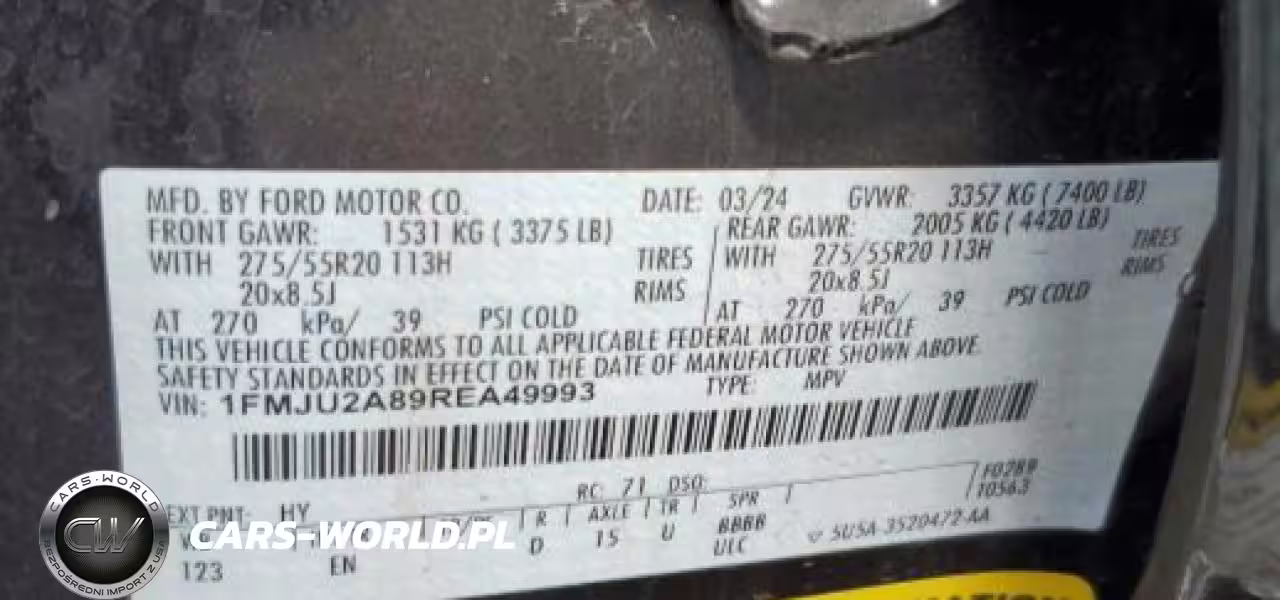 MFD. BY FORD MOTOR CO. DATE: 03/24 GVWR: 3357 KG ( 7400 LB)
FRONT GAWR: 1531 KG ( 3375 LB) REAR GAWR: 2005 KG ( 4420 LB)
WITH 275/55R20 113H TIRES WITH 275/55R20 113H TIRES
20x8.5J RIMS 20x8.5J RIMS
AT 270 kPa/ 39 PSI COLD AT 270 kPa/ 39 PSI COLD
THIS VEHICLE CONFORMS TO ALL APPLICABLE FEDERAL MOTOR VEHICLE
SAFETY STANDARDS IN EFFECT ON THE DATE OF MANUFACTURE SHOWN ABOVE.
VIN: 1FMJU2A89REA49993 TYPE: MPV
EXT PNT: HY RC: 71 DSO: F0289
10563
R AXLE TR SPR
D 15 U BBBB
123 EN ULC 5U5A-3520472-AA
CARS-WORLD
CW
BEZPOŚREDNI IMPORT Z USA
CARS-WORLD.PL